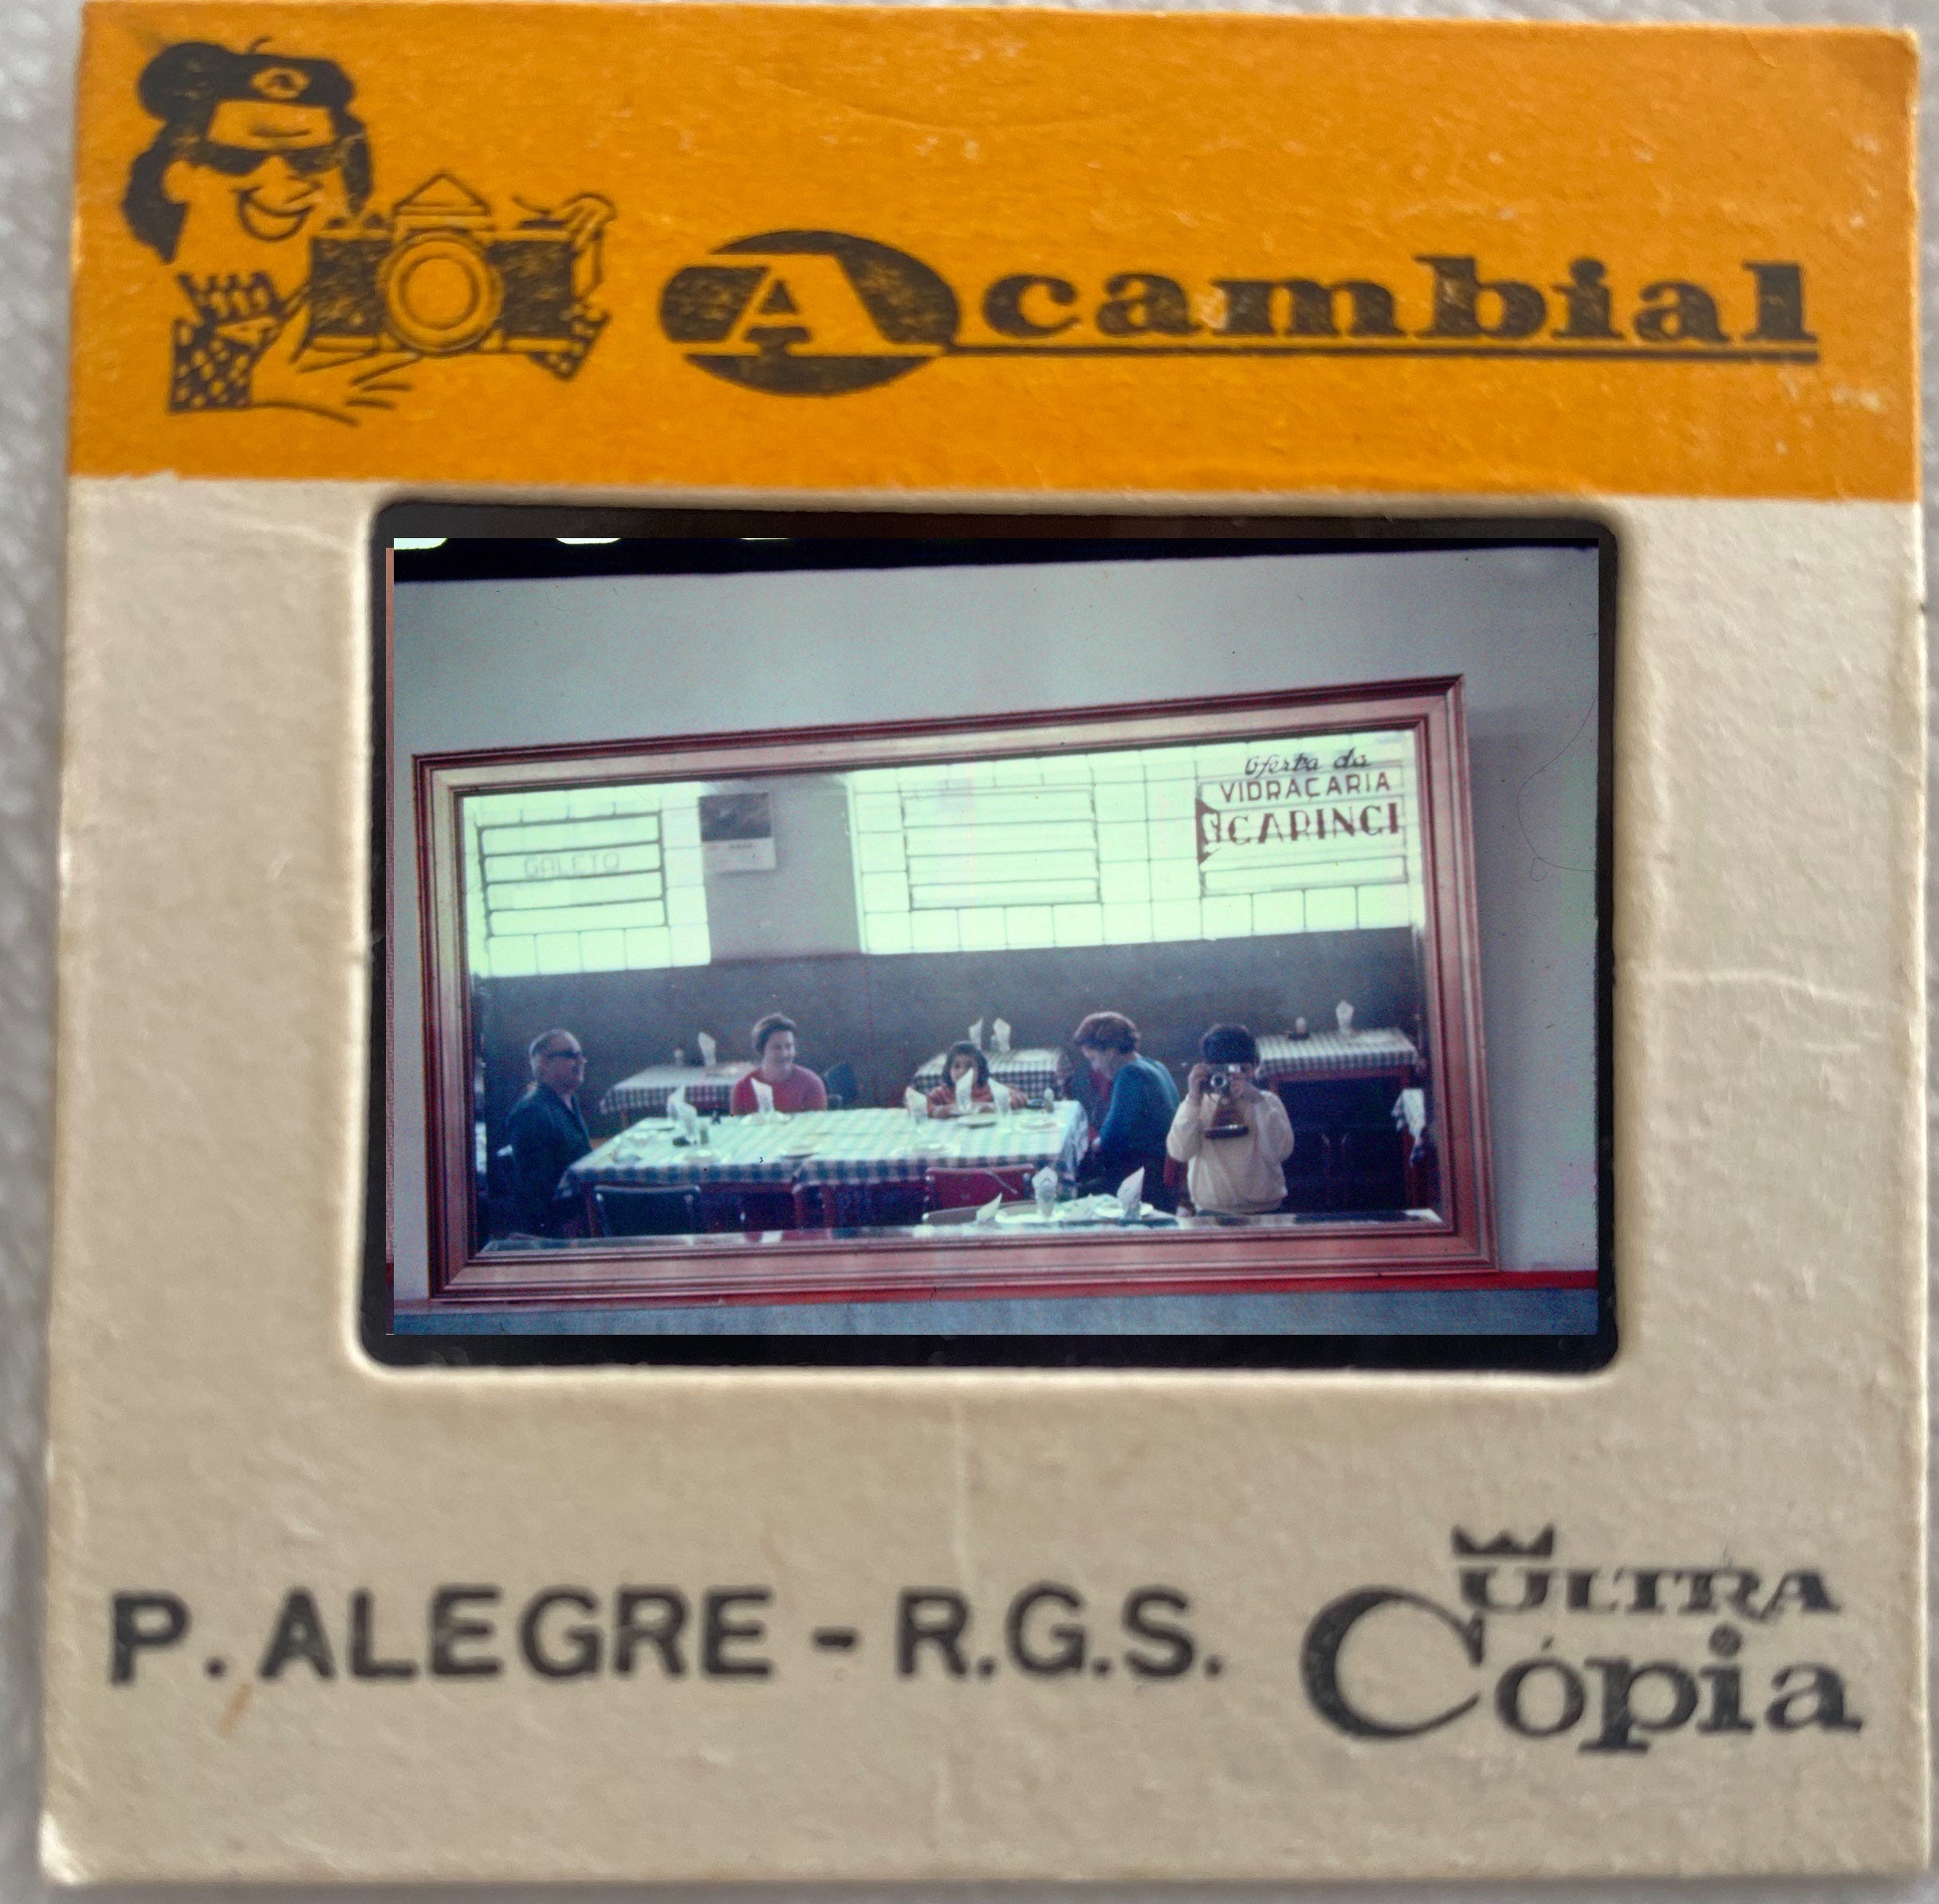 Acambial
Oferta da
VIDRAÇARIA
CARINCI
GALETO
P. ALEGRE - R.G.S.
ULTRA
Cópia